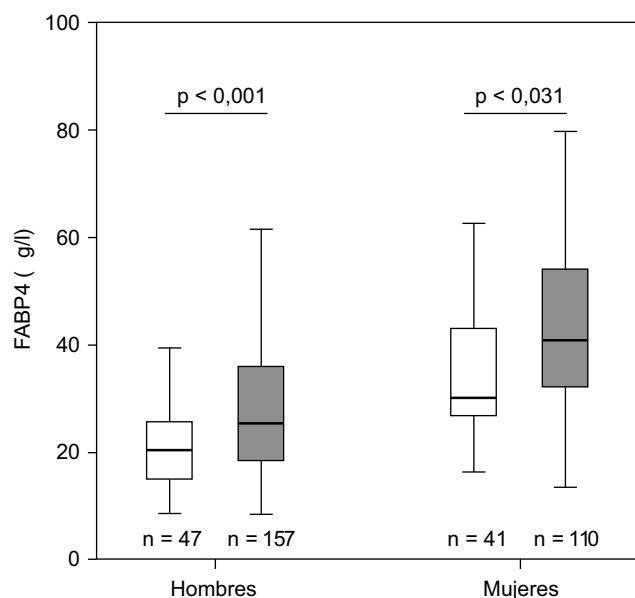 100
p < 0,001
p < 0,031
80
60
40
20
0
FABP4 ( g/l)
n = 47
n = 157
n = 41
n = 110
Hombres
Mujeres